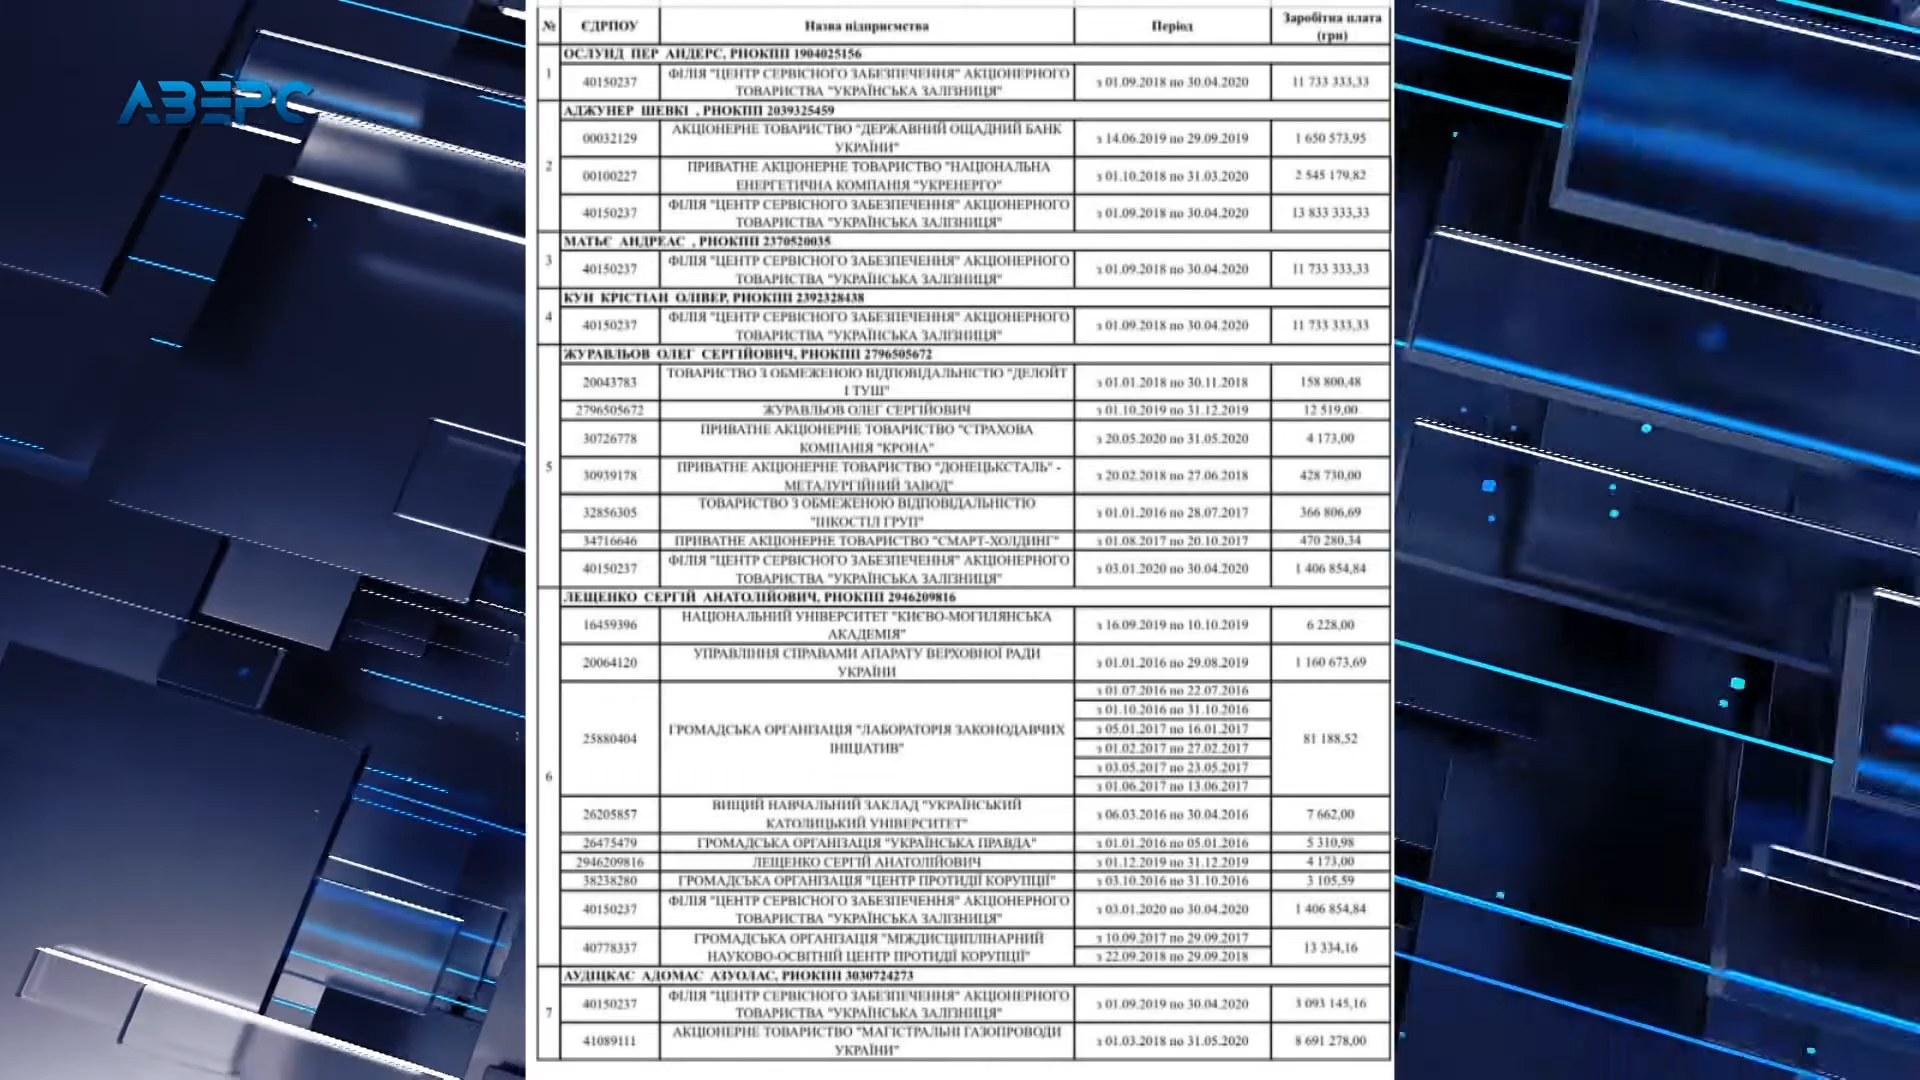 АВЕРС
№ ЄДРПОУ Назва підприємства Період Заробітна плата
(грн)
1
ОСЛУНД ПЕР АНДЕРС, РНОКПП 1904025156
40150237 ФІЛІЯ "ЦЕНТР СЕРВІСНОГО ЗАБЕЗПЕЧЕННЯ" АКЦІОНЕРНОГО
ТОВАРИСТВА "УКРАЇНСЬКА ЗАЛІЗНИЦЯ" з 01.09.2018 по 30.04.2020 11 733 333,33
2
АДЖУНЕР ШЕВКІ , РНОКПП 2039325459
00032129 АКЦІОНЕРНЕ ТОВАРИСТВО "ДЕРЖАВНИЙ ОЩАДНИЙ БАНК
УКРАЇНИ" з 14.06.2019 по 29.09.2019 1 650 573,95
00100227 ПРИВАТНЕ АКЦІОНЕРНЕ ТОВАРИСТВО "НАЦІОНАЛЬНА
ЕНЕРГЕТИЧНА КОМПАНІЯ "УКРЕНЕРГО" з 01.10.2018 по 31.03.2020 2 545 179,82
40150237 ФІЛІЯ "ЦЕНТР СЕРВІСНОГО ЗАБЕЗПЕЧЕННЯ" АКЦІОНЕРНОГО
ТОВАРИСТВА "УКРАЇНСЬКА ЗАЛІЗНИЦЯ" з 01.09.2018 по 30.04.2020 13 833 333,33
3
МАТЬЄ АНДРЕАС , РНОКПП 2370520035
40150237 ФІЛІЯ "ЦЕНТР СЕРВІСНОГО ЗАБЕЗПЕЧЕННЯ" АКЦІОНЕРНОГО
ТОВАРИСТВА "УКРАЇНСЬКА ЗАЛІЗНИЦЯ" з 01.09.2018 по 30.04.2020 11 733 333,33
4
КУН КРІСТІАН ОЛІВЕР, РНОКПП 2392328438
40150237 ФІЛІЯ "ЦЕНТР СЕРВІСНОГО ЗАБЕЗПЕЧЕННЯ" АКЦІОНЕРНОГО
ТОВАРИСТВА "УКРАЇНСЬКА ЗАЛІЗНИЦЯ" з 01.09.2018 по 30.04.2020 11 733 333,33
5
ЖУРАВЛЬОВ ОЛЕГ СЕРГІЙОВИЧ, РНОКПП 2796505672
20043783 ТОВАРИСТВО З ОБМЕЖЕНОЮ ВІДПОВІДАЛЬНІСТЮ "ДЕЛОЙТ
І ТУШ" з 01.01.2018 по 30.11.2018 158 800,48
2796505672 ЖУРАВЛЬОВ ОЛЕГ СЕРГІЙОВИЧ з 01.10.2019 по 31.12.2019 12 519,00
30726778 ПРИВАТНЕ АКЦІОНЕРНЕ ТОВАРИСТВО "СТРАХОВА
КОМПАНІЯ "КРОНА" з 20.05.2020 по 31.05.2020 4 173,00
30939178 ПРИВАТНЕ АКЦІОНЕРНЕ ТОВАРИСТВО "ДОНЕЦЬКСТАЛЬ" -
МЕТАЛУРГІЙНИЙ ЗАВОД" з 20.02.2018 по 27.06.2018 428 730,00
32856305 ТОВАРИСТВО З ОБМЕЖЕНОЮ ВІДПОВІДАЛЬНІСТЮ
"ІНКОСТІЛ ГРУП" з 01.01.2016 по 28.07.2017 366 806,69
34716646 ПРИВАТНЕ АКЦІОНЕРНЕ ТОВАРИСТВО "СМАРТ-ХОЛДИНГ" з 01.08.2017 по 20.10.2017 470 280,34
40150237 ФІЛІЯ "ЦЕНТР СЕРВІСНОГО ЗАБЕЗПЕЧЕННЯ" АКЦІОНЕРНОГО
ТОВАРИСТВА "УКРАЇНСЬКА ЗАЛІЗНИЦЯ" з 03.01.2020 по 30.04.2020 1 406 854,84
6
ЛЕЩЕНКО СЕРГІЙ АНАТОЛІЙОВИЧ, РНОКПП 2946209816
16459396 НАЦІОНАЛЬНИЙ УНІВЕРСИТЕТ "КИЄВО-МОГИЛЯНСЬКА
АКАДЕМІЯ" з 16.09.2019 по 10.10.2019 6 228,00
20064120 УПРАВЛІННЯ СПРАВАМИ АПАРАТУ ВЕРХОВНОЇ РАДИ
УКРАЇНИ з 01.01.2016 по 29.08.2019 1 160 673,69
25880404 ГРОМАДСЬКА ОРГАНІЗАЦІЯ "ЛАБОРАТОРІЯ ЗАКОНОДАВЧИХ
ІНІЦІАТИВ"
з 01.07.2016 по 22.07.2016
з 01.10.2016 по 31.10.2016
з 05.01.2017 по 16.01.2017
з 01.02.2017 по 27.02.2017
з 03.05.2017 по 23.05.2017
з 01.06.2017 по 13.06.2017
81 188,52
26205857 ВИЩИЙ НАВЧАЛЬНИЙ ЗАКЛАД "УКРАЇНСЬКИЙ
КАТОЛИЦЬКИЙ УНІВЕРСИТЕТ" з 06.03.2016 по 30.04.2016 7 662,00
26475479 ГРОМАДСЬКА ОРГАНІЗАЦІЯ "УКРАЇНСЬКА ПРАВДА" з 01.01.2016 по 05.01.2016 5 310,98
2946209816 ЛЕЩЕНКО СЕРГІЙ АНАТОЛІЙОВИЧ з 01.12.2019 по 31.12.2019 4 173,00
38238280 ГРОМАДСЬКА ОРГАНІЗАЦІЯ "ЦЕНТР ПРОТИДІЇ КОРУПЦІЇ" з 03.10.2016 по 31.10.2016 3 105,59
40150237 ФІЛІЯ "ЦЕНТР СЕРВІСНОГО ЗАБЕЗПЕЧЕННЯ" АКЦІОНЕРНОГО
ТОВАРИСТВА "УКРАЇНСЬКА ЗАЛІЗНИЦЯ" з 03.01.2020 по 30.04.2020 1 406 854,84
40778337 ГРОМАДСЬКА ОРГАНІЗАЦІЯ "МІЖДИСЦИПЛІНАРНИЙ
НАУКОВО-ОСВІТНІЙ ЦЕНТР ПРОТИДІЇ КОРУПЦІЇ"
з 10.09.2017 по 29.09.2017
з 22.09.2018 по 29.09.2018
13 334,16
7
АУДІЦКАС АДОМАС АЗУОЛАС, РНОКПП 3030724273
40150237 ФІЛІЯ "ЦЕНТР СЕРВІСНОГО ЗАБЕЗПЕЧЕННЯ" АКЦІОНЕРНОГО
ТОВАРИСТВА "УКРАЇНСЬКА ЗАЛІЗНИЦЯ" з 01.09.2019 по 30.04.2020 3 093 145,16
41089111 АКЦІОНЕРНЕ ТОВАРИСТВО "МАГІСТРАЛЬНІ ГАЗОПРОВОДИ
УКРАЇНИ" з 01.03.2018 по 31.05.2020 8 691 278,00